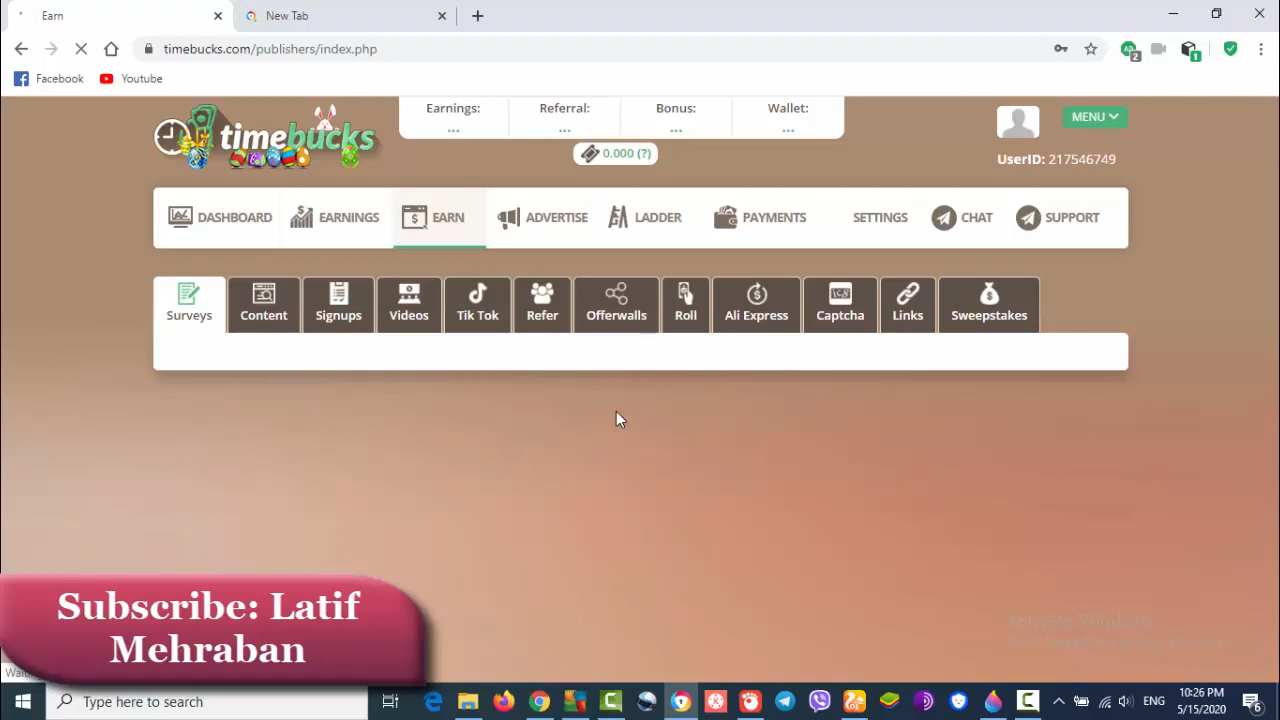 Earn
New Tab
timebucks.com/publishers/index.php
2
1
Facebook
Youtube
timebucks
Earnings:
...
Referral:
...
Bonus:
...
Wallet:
...
0.000 (?)
MENU
UserID: 217546749
DASHBOARD
EARNINGS
EARN
ADVERTISE
LADDER
PAYMENTS
SETTINGS
CHAT
SUPPORT
Surveys
Content
Signups
Videos
Tik Tok
Refer
Offerwalls
Roll
Ali Express
Captcha
Links
Sweepstakes
Subscribe: Latif
Mehraban
Type here to search
ENG
10:26 PM
5/15/2020
6